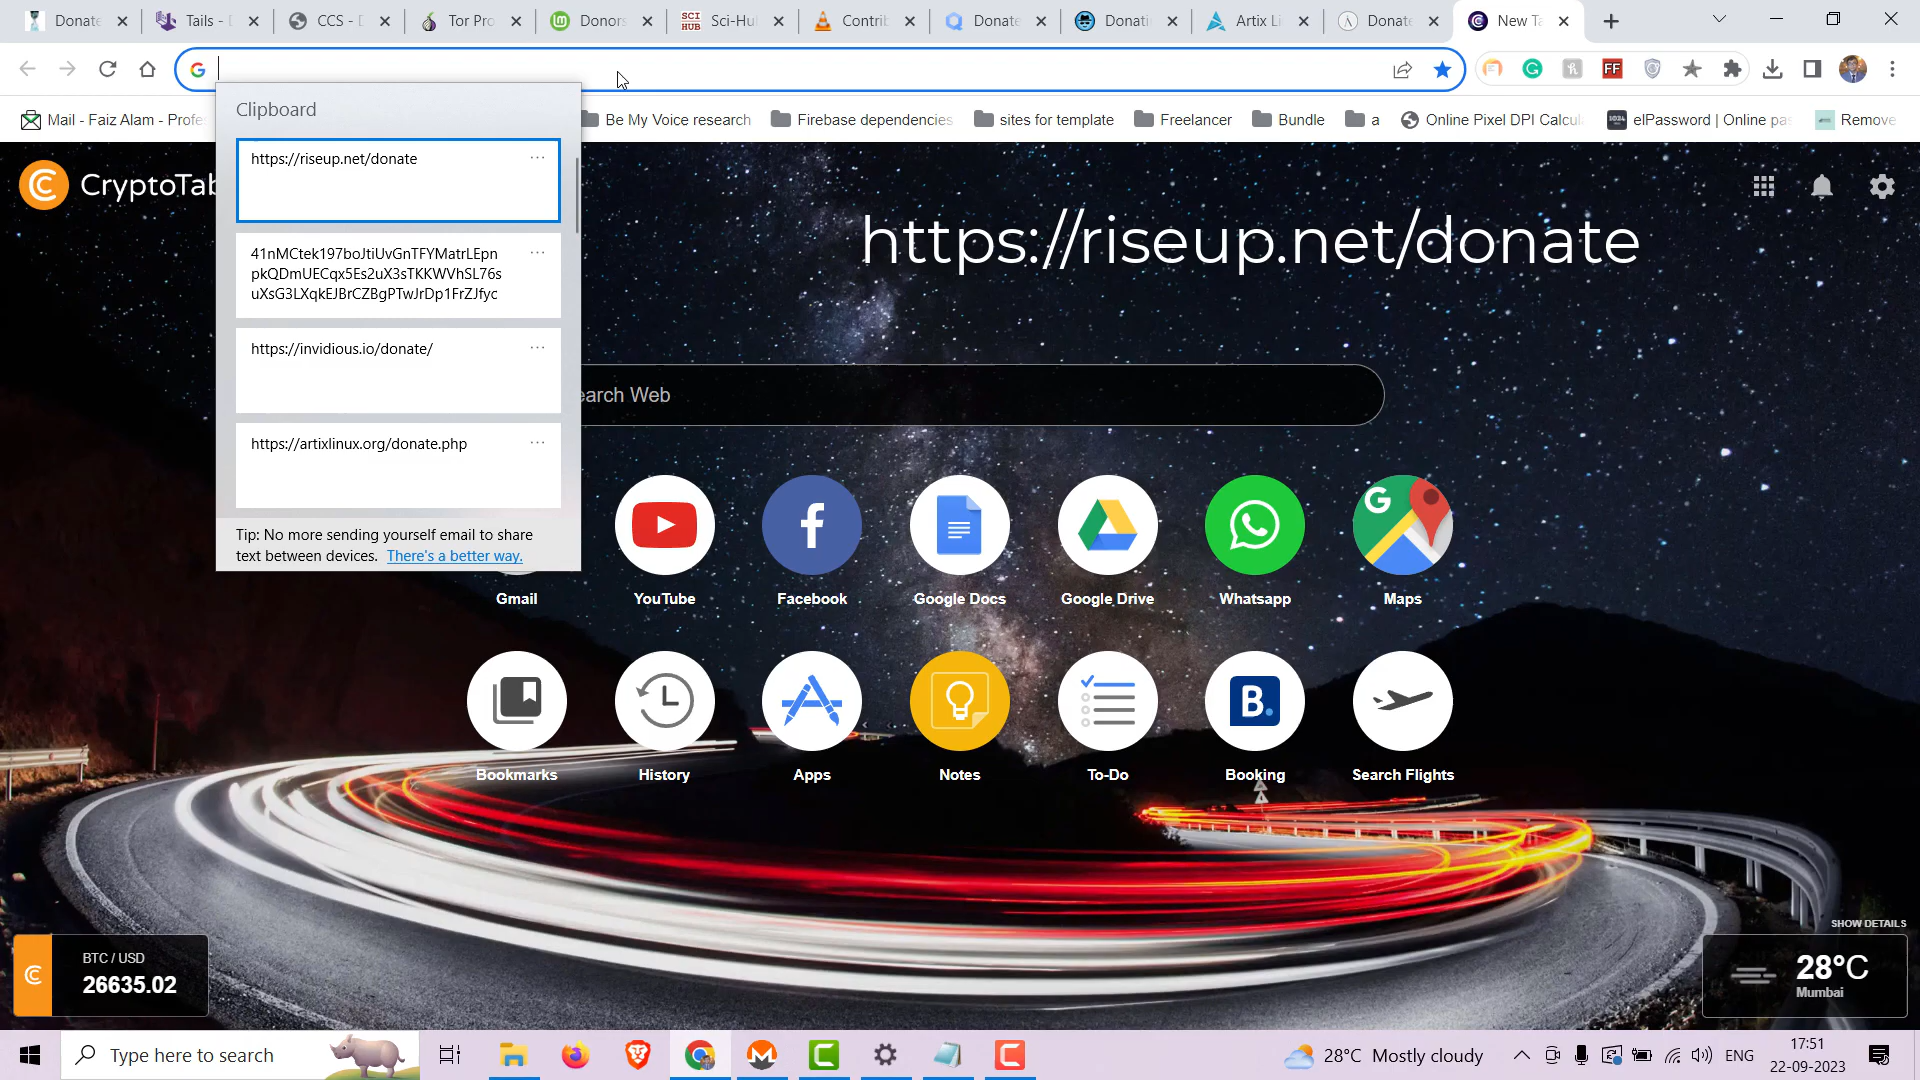 Donate
Tails - D
CCS - D
Tor Pro
Donors
SCI HUB
Sci-Hu
Contrib
Donate
Donati
Artix Li
Donate
New Ta
FF
Clipboard
https://riseup.net/donate
41nMCtek197boJtiUvGnTFYMatrLEpn
pkQDmUECqx5Es2uX3sTKKWVhSL76s
uXsG3LXqkEJBrCZBgPTwJrDp1FrZJfyc
https://invidious.io/donate/
https://artixlinux.org/donate.php
Tip: No more sending yourself email to share
text between devices. There's a better way.
Mail - Faiz Alam - Profe
Be My Voice research
Firebase dependencies
sites for template
Freelancer
Bundle
a
Online Pixel DPI Calcu
elPassword | Online pa
Remove
CryptoTab
https://riseup.net/donate
earch Web
Gmail
YouTube
Facebook
Google Docs
Google Drive
Whatsapp
Maps
B.
Bookmarks
History
Apps
Notes
To-Do
Booking
Search Flights
BTC / USD
26635.02
SHOW DETAILS
28°C
Mumbai
Type here to search
28°C Mostly cloudy
ENG
17:51
22-09-2023